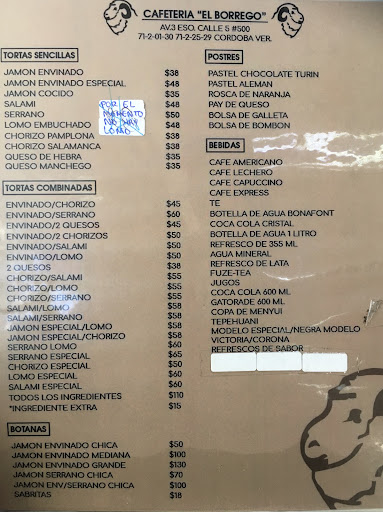 CAFETERIA "EL BORREGO"
AV.3 ESQ. CALLE 5 #500
71-2-01-30 71-2-25-29 CORDOBA VER.
TORTAS SENCILLAS
JAMON ENVINADO $38
JAMON ENVINADO ESPECIAL $48
JAMON COCIDO $35
SALAMI $48
SERRANO $50
LOMO EMBUCHADO $48
CHORIZO PAMPLONA $38
CHORIZO SALAMANCA $38
QUESO DE HEBRA $35
QUESO MANCHEGO $35
POR EL
MOMENTO
NO HAY
LOMO
TORTAS COMBINADAS
ENVINADO/CHORIZO $45
ENVINADO/SERRANO $60
ENVINADO/2 QUESOS $45
ENVINADO/2 CHORIZOS $50
ENVINADO/SALAMI $50
ENVINADO/LOMO $50
2 QUESOS $38
CHORIZO/SALAMI $55
CHORIZO/LOMO $55
CHORIZO/SERRANO $55
SALAMI/LOMO $58
SALAMI/SERRANO $58
JAMON ESPECIAL/LOMO $58
JAMON ESPECIAL/CHORIZO $58
SERRANO LOMO $60
SERRANO ESPECIAL $65
CHORIZO ESPECIAL $50
LOMO ESPECIAL $60
SALAMI ESPECIAL $60
TODOS LOS INGREDIENTES $110
*INGREDIENTE EXTRA $15
BOTANAS
JAMON ENVINADO CHICA $50
JAMON ENVINADO MEDIANA $100
JAMON ENVINADO GRANDE $130
JAMON SERRANO CHICA $70
JAMON ENV/SERRANO CHICA $100
SABRITAS $18
POSTRES
PASTEL CHOCOLATE TURIN
PASTEL ALEMAN
ROSCA DE NARANJA
PAY DE QUESO
BOLSA DE GALLETA
BOLSA DE BOMBON
BEBIDAS
CAFE AMERICANO
CAFE LECHERO
CAFE CAPUCCINO
CAFE EXPRESS
TE
BOTELLA DE AGUA BONAFONT
COCA COLA CRISTAL
BOTELLA DE AGUA 1 LITRO
REFRESCO DE 355 ML
AGUA MINERAL
REFRESCO DE LATA
FUZE-TEA
JUGOS
COCA COLA 600 ML
GATORADE 600 ML
COPA DE MENYUI
TEPEHUANI
MODELO ESPECIAL/NEGRA MODELO
VICTORIA/CORONA
REFRESCOS DE SABOR